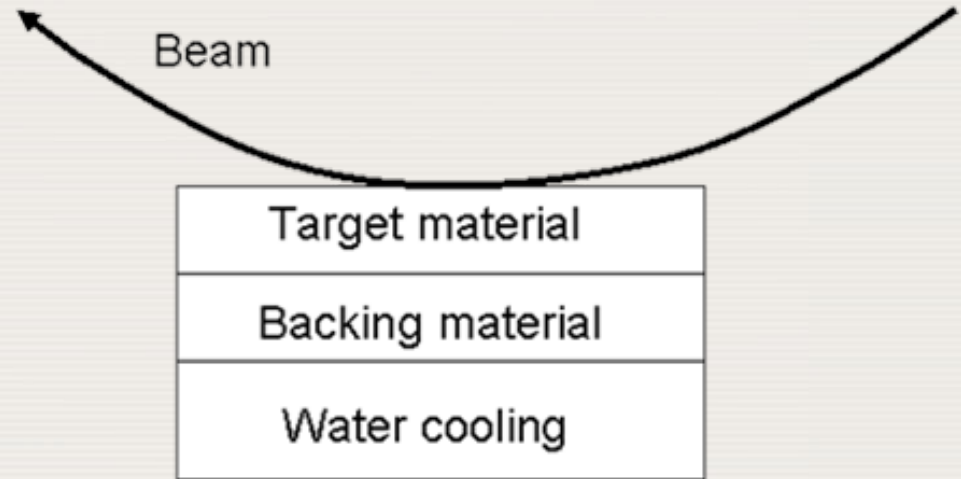 Beam
Target material
Backing material
Water cooling